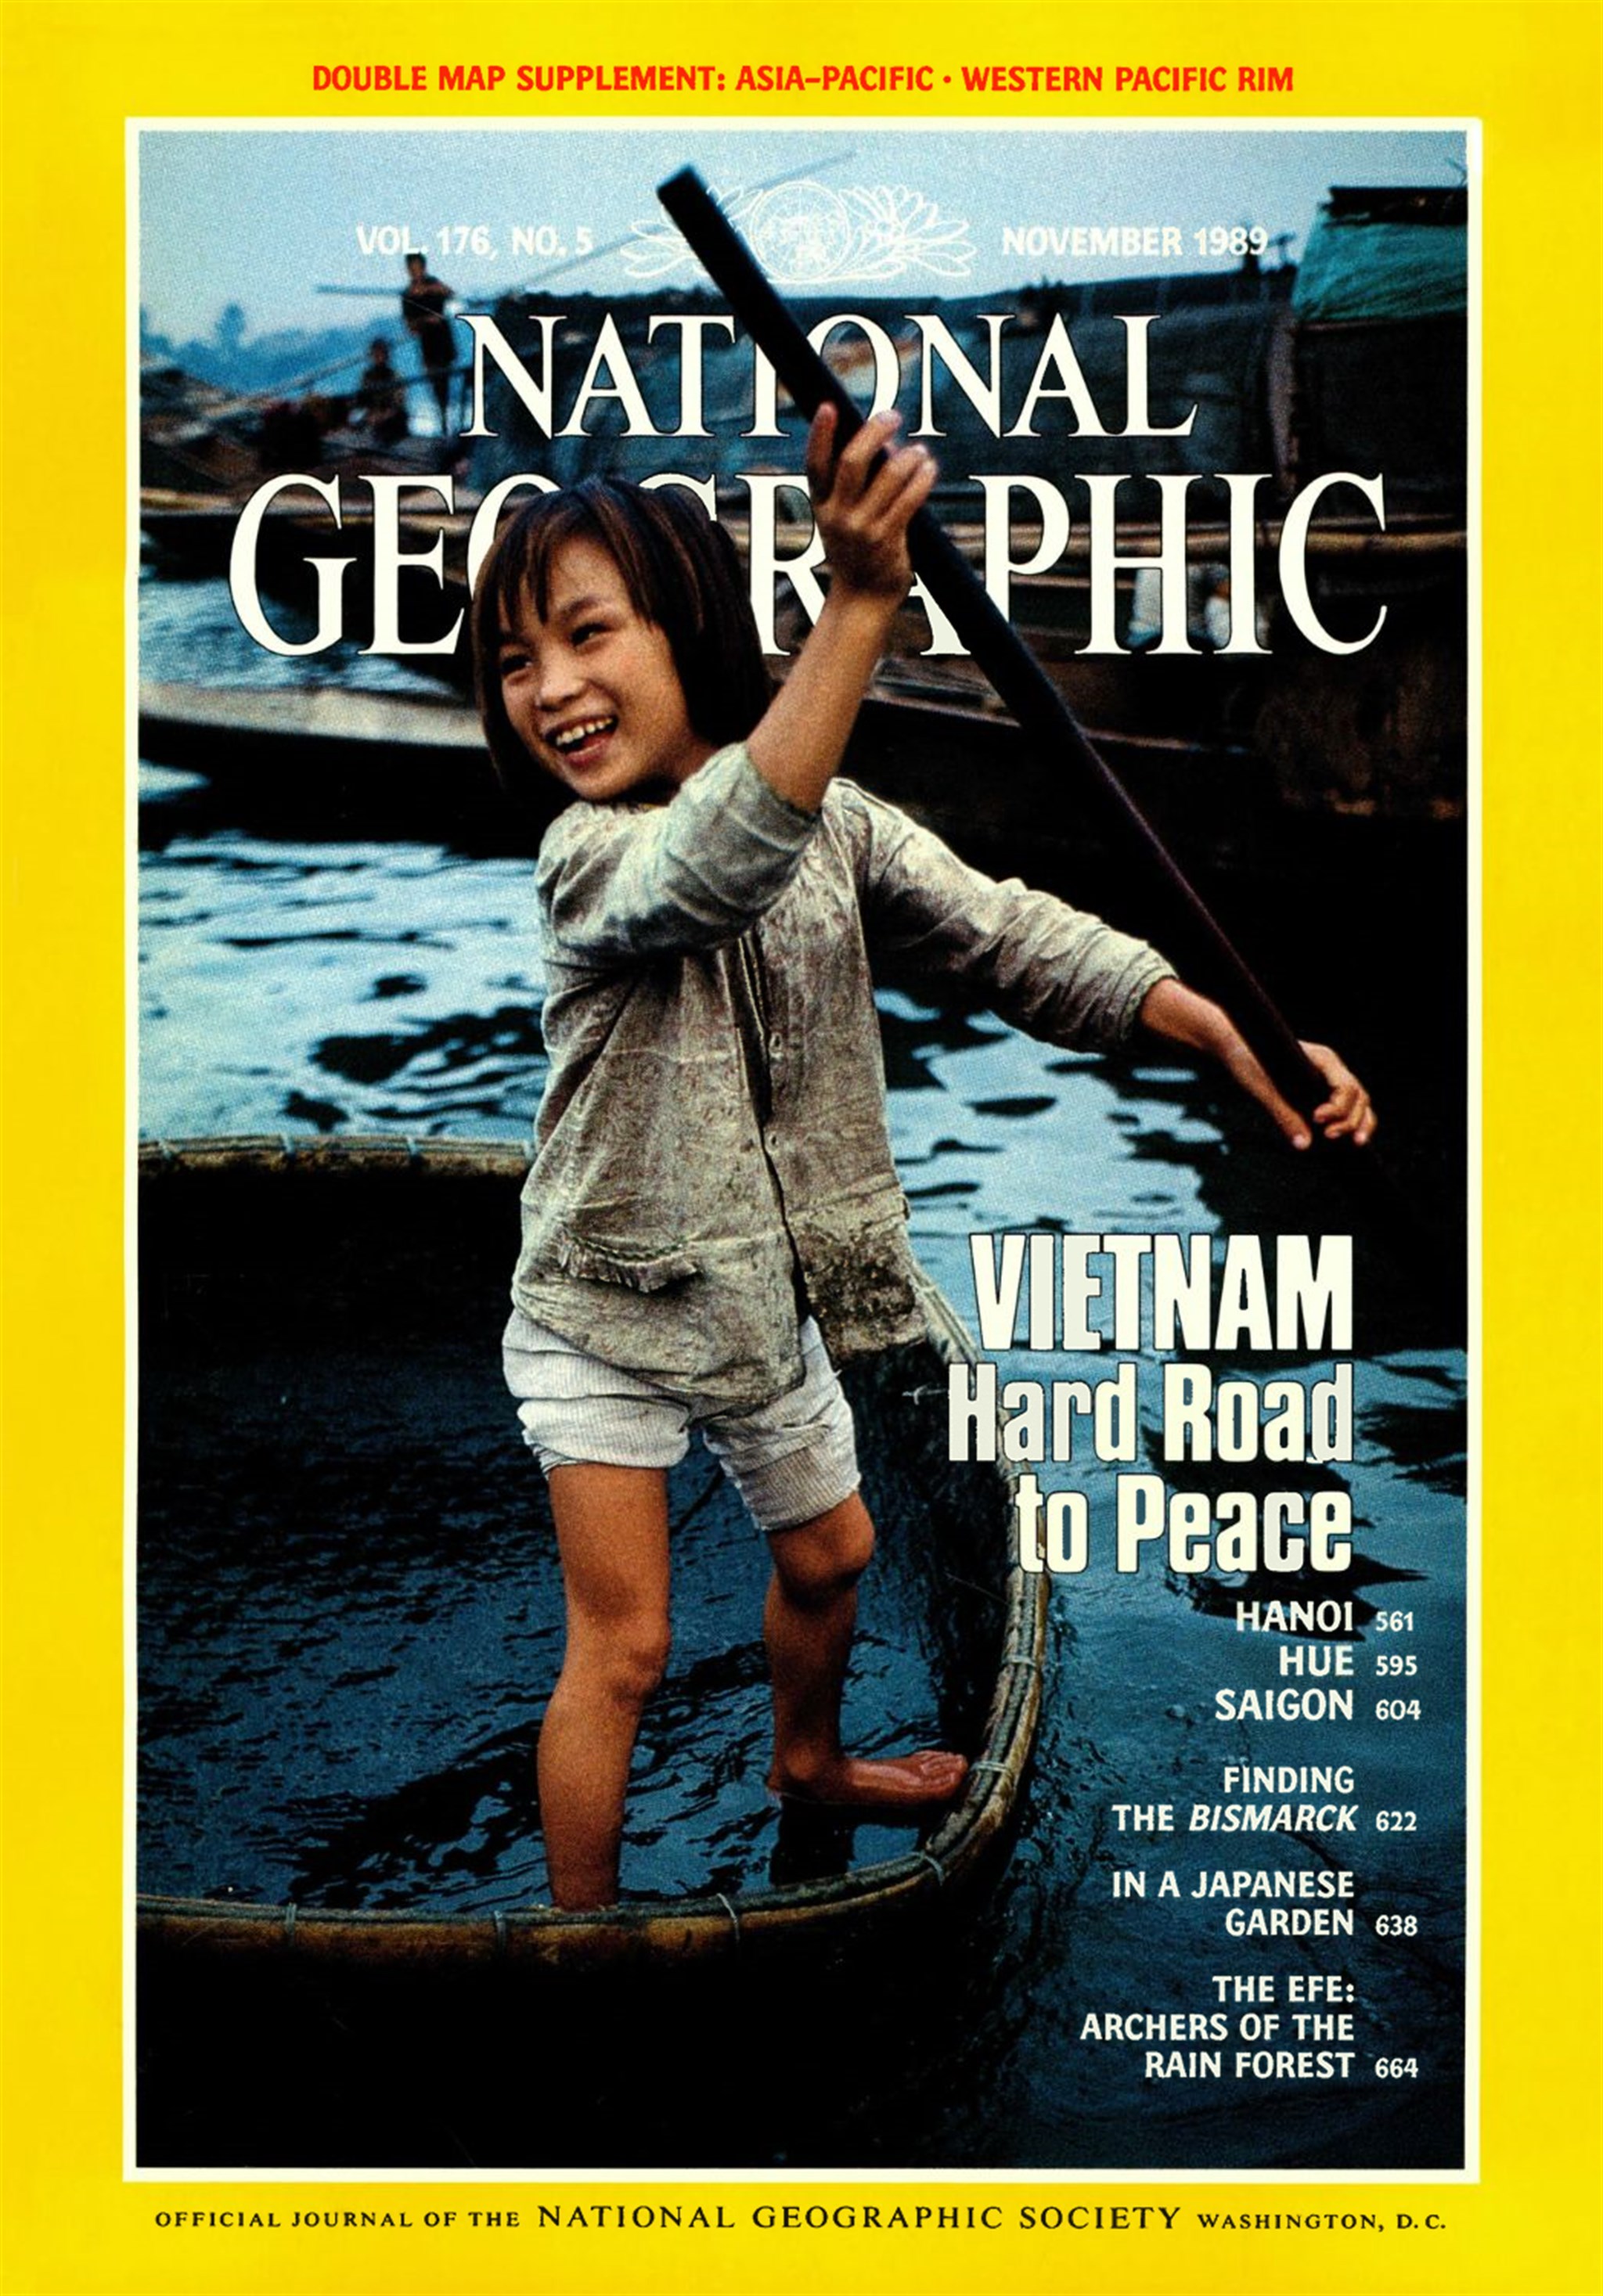 DOUBLE MAP SUPPLEMENT: ASIA–PACIFIC • WESTERN PACIFIC RIM
VOL. 176, NO. 5 NOVEMBER 1989
NATIONAL
GEOGRAPHIC
VIETNAM
Hard Road
to Peace
HANOI 561
HUE 595
SAIGON 604
FINDING
THE BISMARCK 622
IN A JAPANESE
GARDEN 638
THE EFE:
ARCHERS OF THE
RAIN FOREST 664
OFFICIAL JOURNAL OF THE NATIONAL GEOGRAPHIC SOCIETY WASHINGTON, D.C.